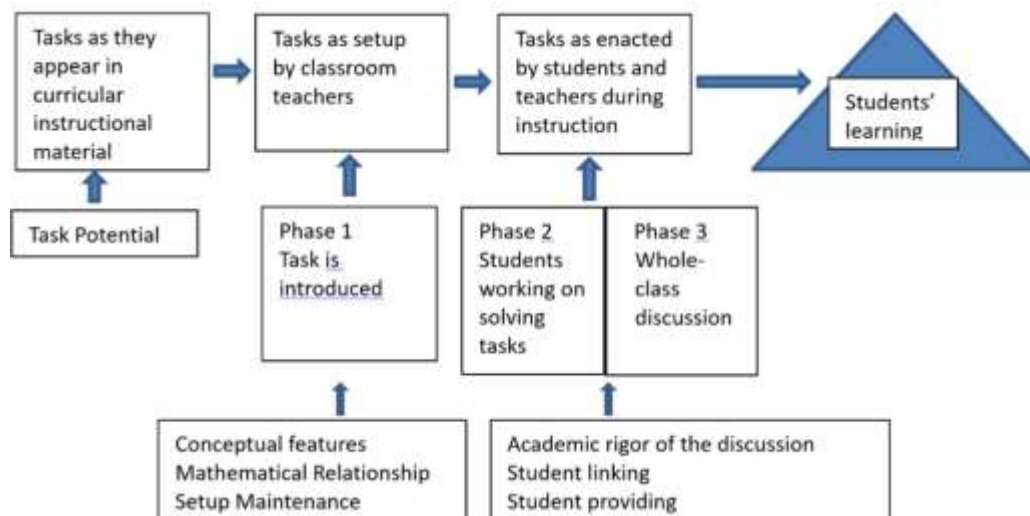 Tasks as they
appear in
curricular
instructional
material
Tasks as setup
by classroom
teachers
Tasks as enacted
by students and
teachers during
instruction
Students’
learning
Task Potential
Phase 1
Task is
introduced
Phase 2
Students
working on
solving
tasks
Phase 3
Whole-
class
discussion
Conceptual features
Mathematical Relationship
Setup Maintenance
Academic rigor of the discussion
Student linking
Student providing